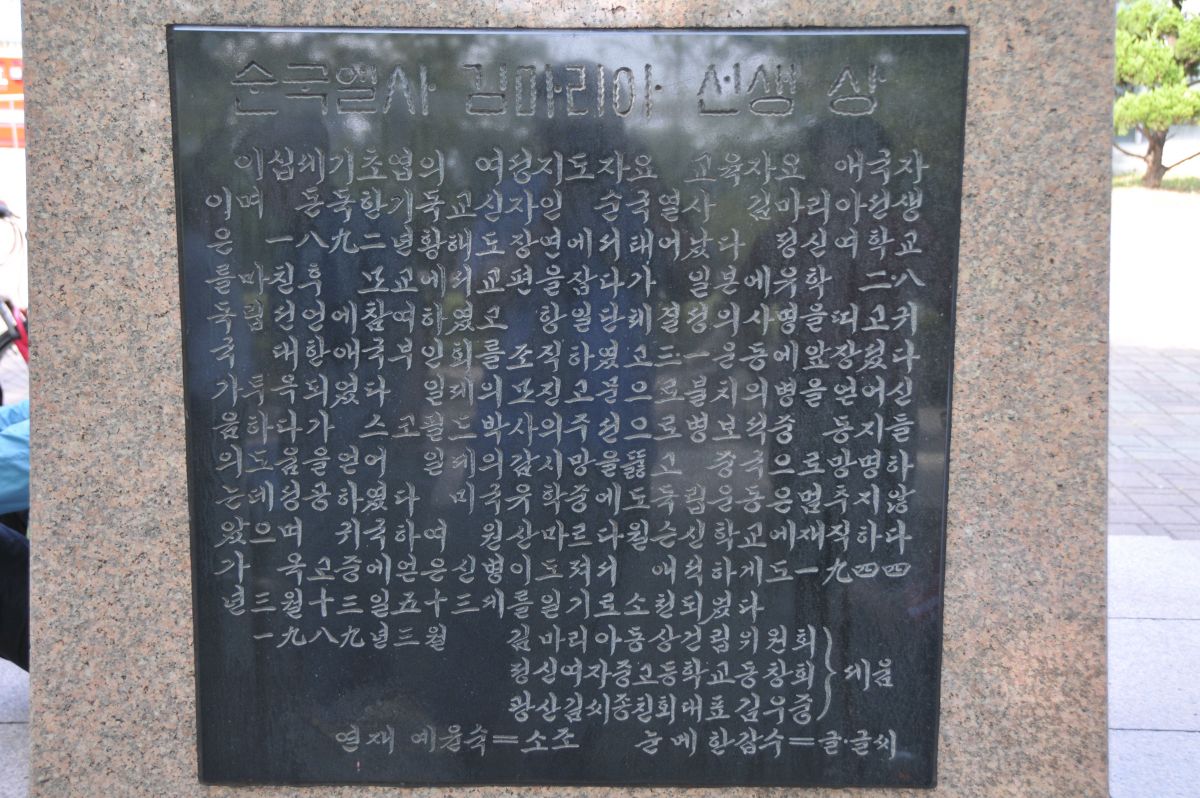 순국열사 김마리아 선생 상
이십세기초엽의 여성지도자요 교육자요 애국자
이며 돈독한기독교신자인 순국열사 김마리아선생
은 一八九二년황해도장연에서태어났다 정신여학교
를마친후 모교에서교편을잡다가 일본에유학 二·八
독립선언에참여하였고 항일단체결성의사명을띠고귀
국 대한애국부인회를조직하였고三·一운동에앞장섰다
가투옥되었다 일제의모진고문으로불치의병을얻어신
음하다가 스코필드박사의주선으로병보석중 동지들
의도움을얻어 일제의감시망을뚫고 중국으로망명하
는데성공하였다 미국유학중에도독립운동은멈추지않
았으며 귀국하여 원산마르다윌슨신학교에재직하다
가 옥고중에얻은신병이도져서 애석하게도一九四四
년三월十三일五十三세를일기로소천되었다
一九八九년三월 김마리아동상건립위원회
정신여자중고등학교동창회 세움
광산김씨종친회대표김우중
연재 예윤숙=소조 눈메 한갑수=글·글씨